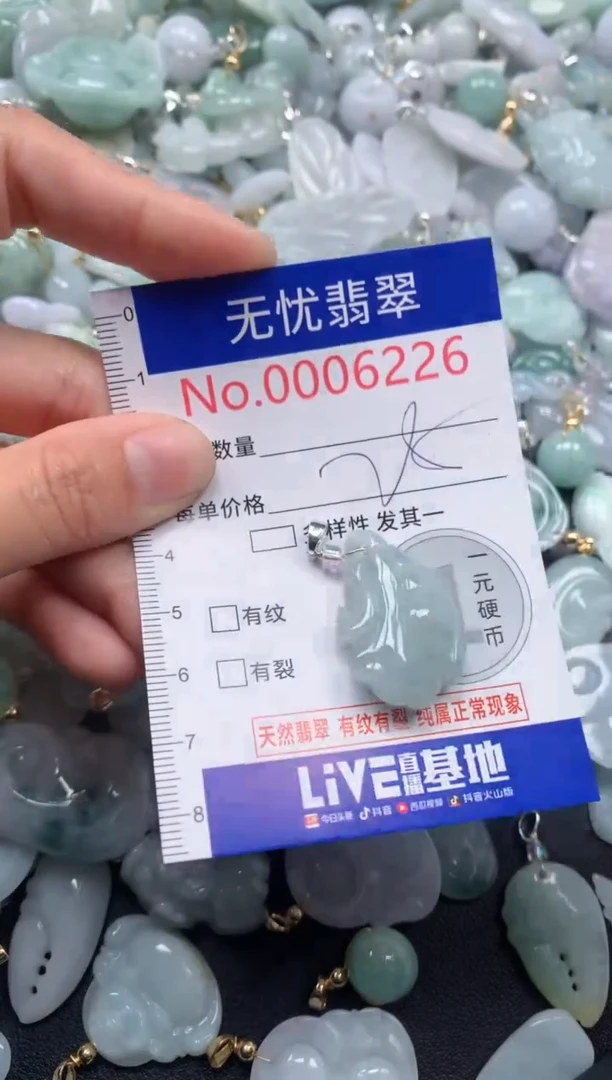 无忧翡翠
No.0006226
数量
每单价格
样性 发其一
一元硬币
有纹
有裂
天然翡翠 有纹有裂 纯属正常现象
LiVE直播基地
今日头条 抖音 西瓜视频 抖音火山版
0
1
4
5
6
7
8